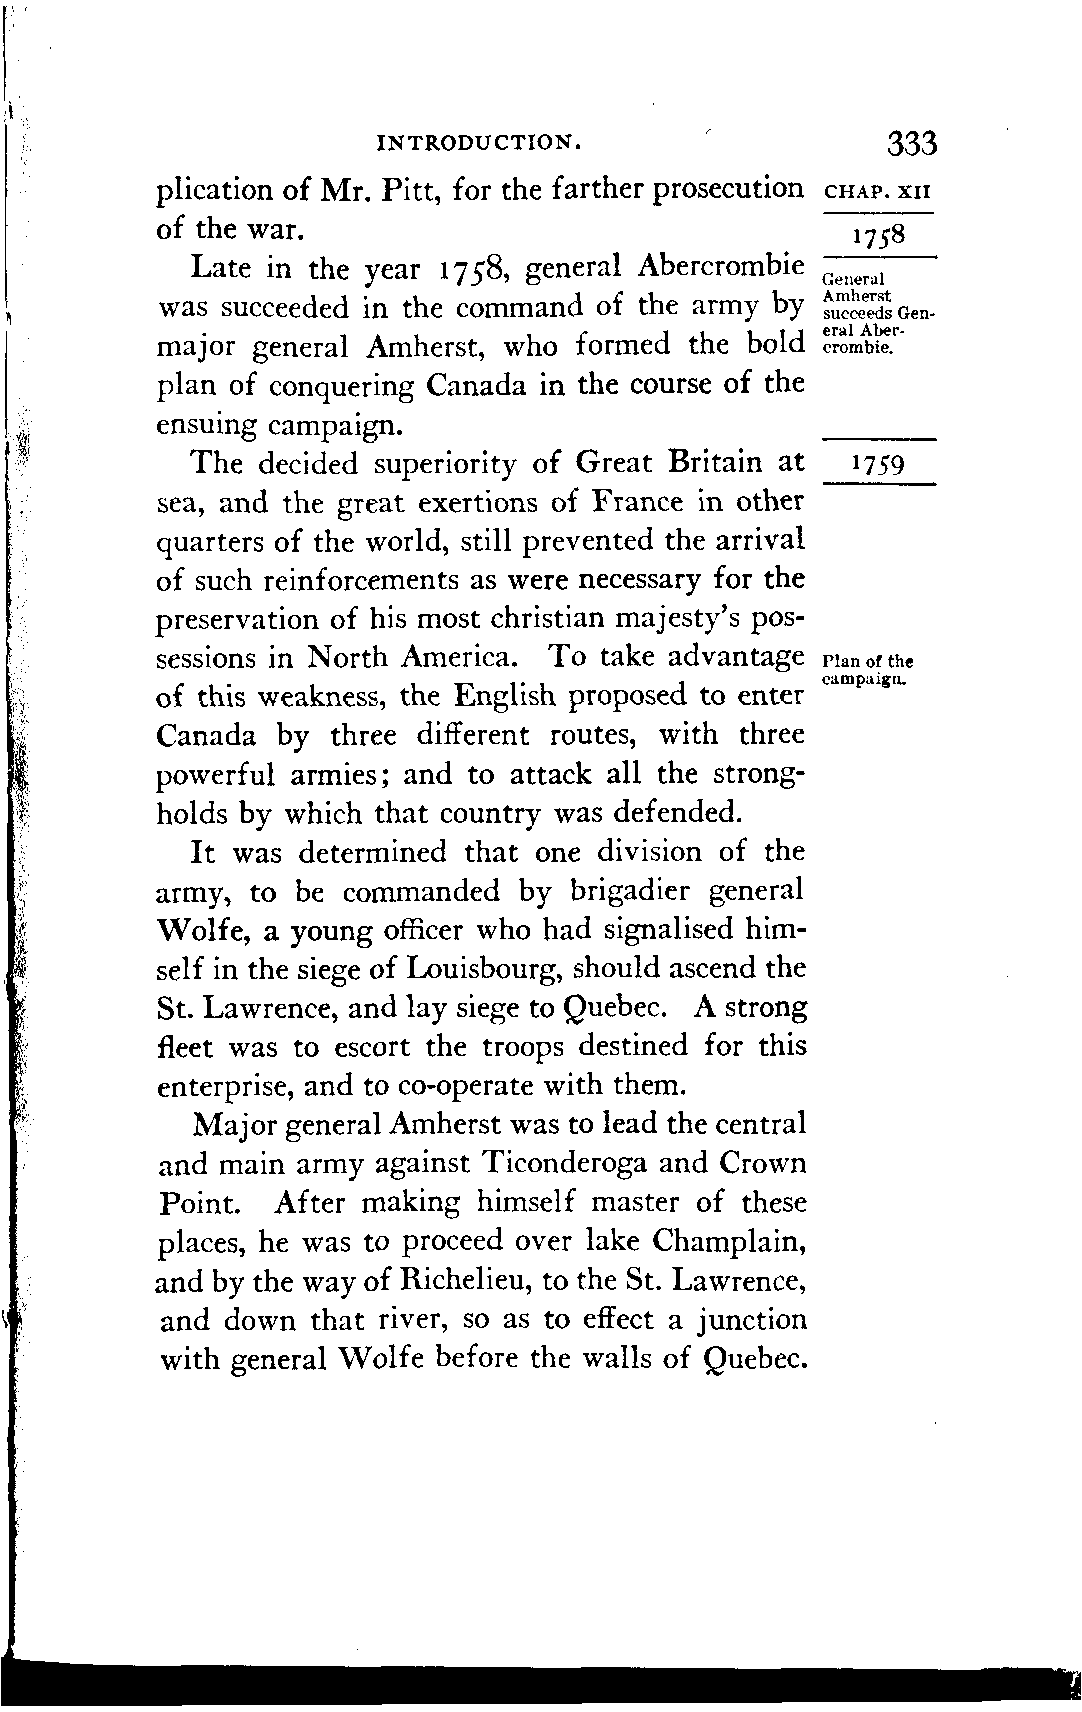 INTRODUCTION. 333
plication of Mr. Pitt, for the farther prosecution
of the war.
CHAP. XII
1758
Late in the year 1758, general Abercrombie
was succeeded in the command of the army by
major general Amherst, who formed the bold
plan of conquering Canada in the course of the
ensuing campaign.
General
Amherst
succeeds Gen-
eral Aber-
crombie.
The decided superiority of Great Britain at
1759
sea, and the great exertions of France in other
quarters of the world, still prevented the arrival
of such reinforcements as were necessary for the
preservation of his most christian majesty's pos-
sessions in North America. To take advantage
of this weakness, the English proposed to enter
Canada by three different routes, with three
powerful armies; and to attack all the strong-
holds by which that country was defended.
Plan of the
campaign.
It was determined that one division of the
army, to be commanded by brigadier general
Wolfe, a young officer who had signalised him-
self in the siege of Louisbourg, should ascend the
St. Lawrence, and lay siege to Quebec. A strong
fleet was to escort the troops destined for this
enterprise, and to co-operate with them.
Major general Amherst was to lead the central
and main army against Ticonderoga and Crown
Point. After making himself master of these
places, he was to proceed over lake Champlain,
and by the way of Richelieu, to the St. Lawrence,
and down that river, so as to effect a junction
with general Wolfe before the walls of Quebec.